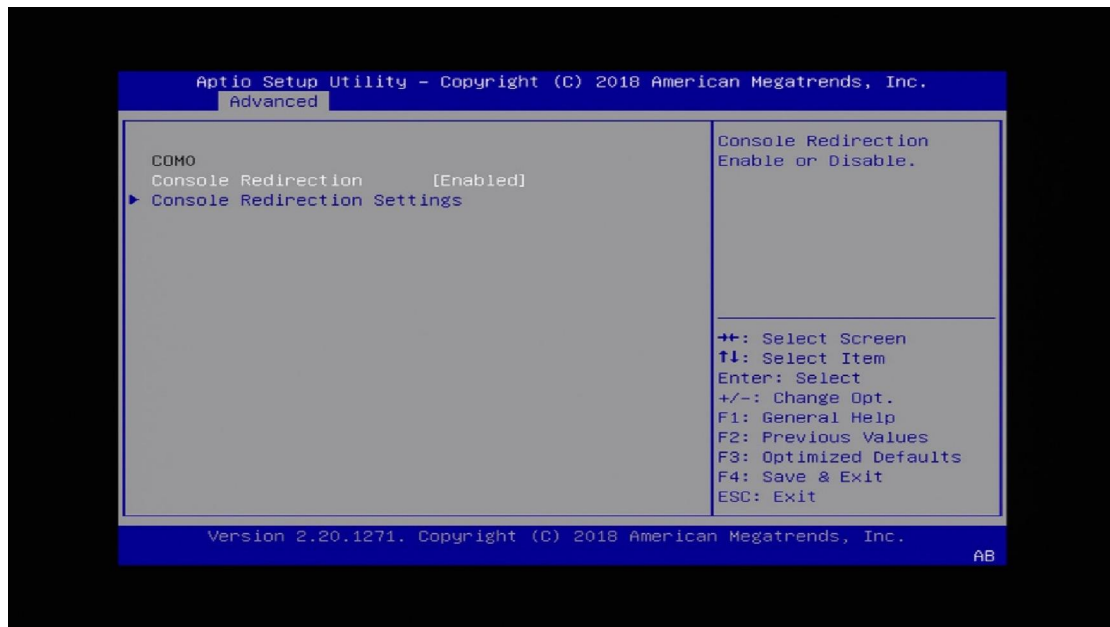 Aptio Setup Utility – Copyright (C) 2018 American Megatrends, Inc.
Advanced
COM0
Console Redirection [Enabled]
▶ Console Redirection Settings
Console Redirection
Enable or Disable.
→←: Select Screen
↑↓: Select Item
Enter: Select
+/-: Change Opt.
F1: General Help
F2: Previous Values
F3: Optimized Defaults
F4: Save & Exit
ESC: Exit
Version 2.20.1271. Copyright (C) 2018 American Megatrends, Inc.
AB